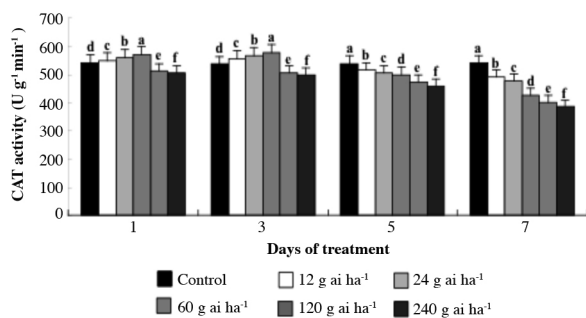 700
600
500
400
300
200
100
0
CAT activity (U g⁻¹ min⁻¹)
d c b a e f
d c b a e f
a b c d e f
a b c d e f
1 3 5 7
Days of treatment
Control 12 g ai ha⁻¹ 24 g ai ha⁻¹
60 g ai ha⁻¹ 120 g ai ha⁻¹ 240 g ai ha⁻¹